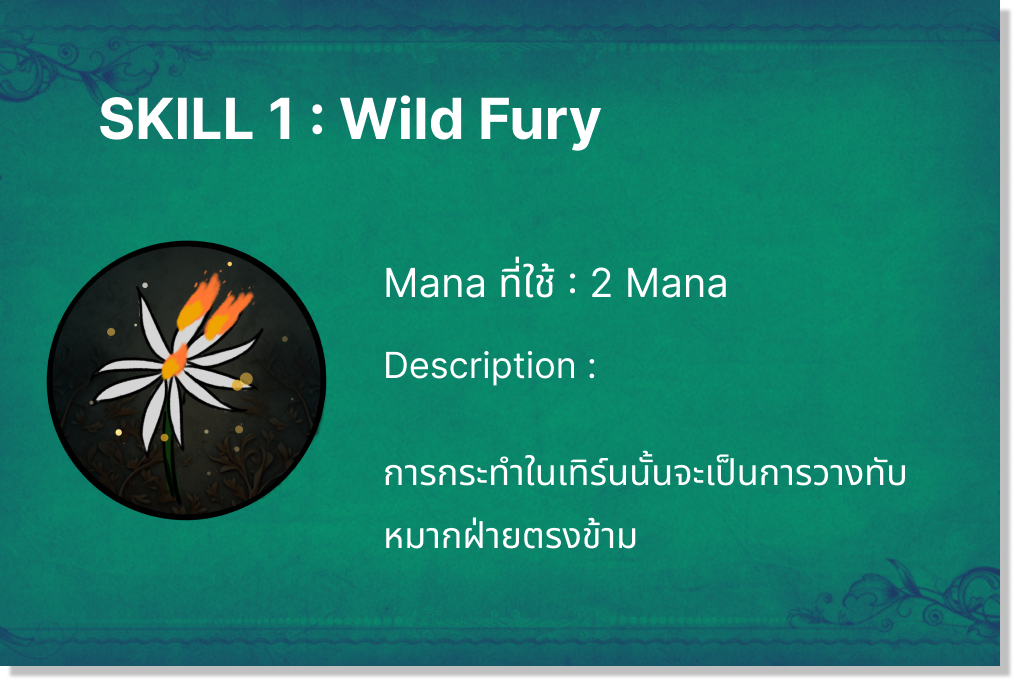 SKILL 1 : Wild Fury
Mana ที่ใช้ : 2 Mana
Description :
การกระทำในเทิร์นนั้นจะเป็นการวางทับ
หมากฝ่ายตรงข้าม